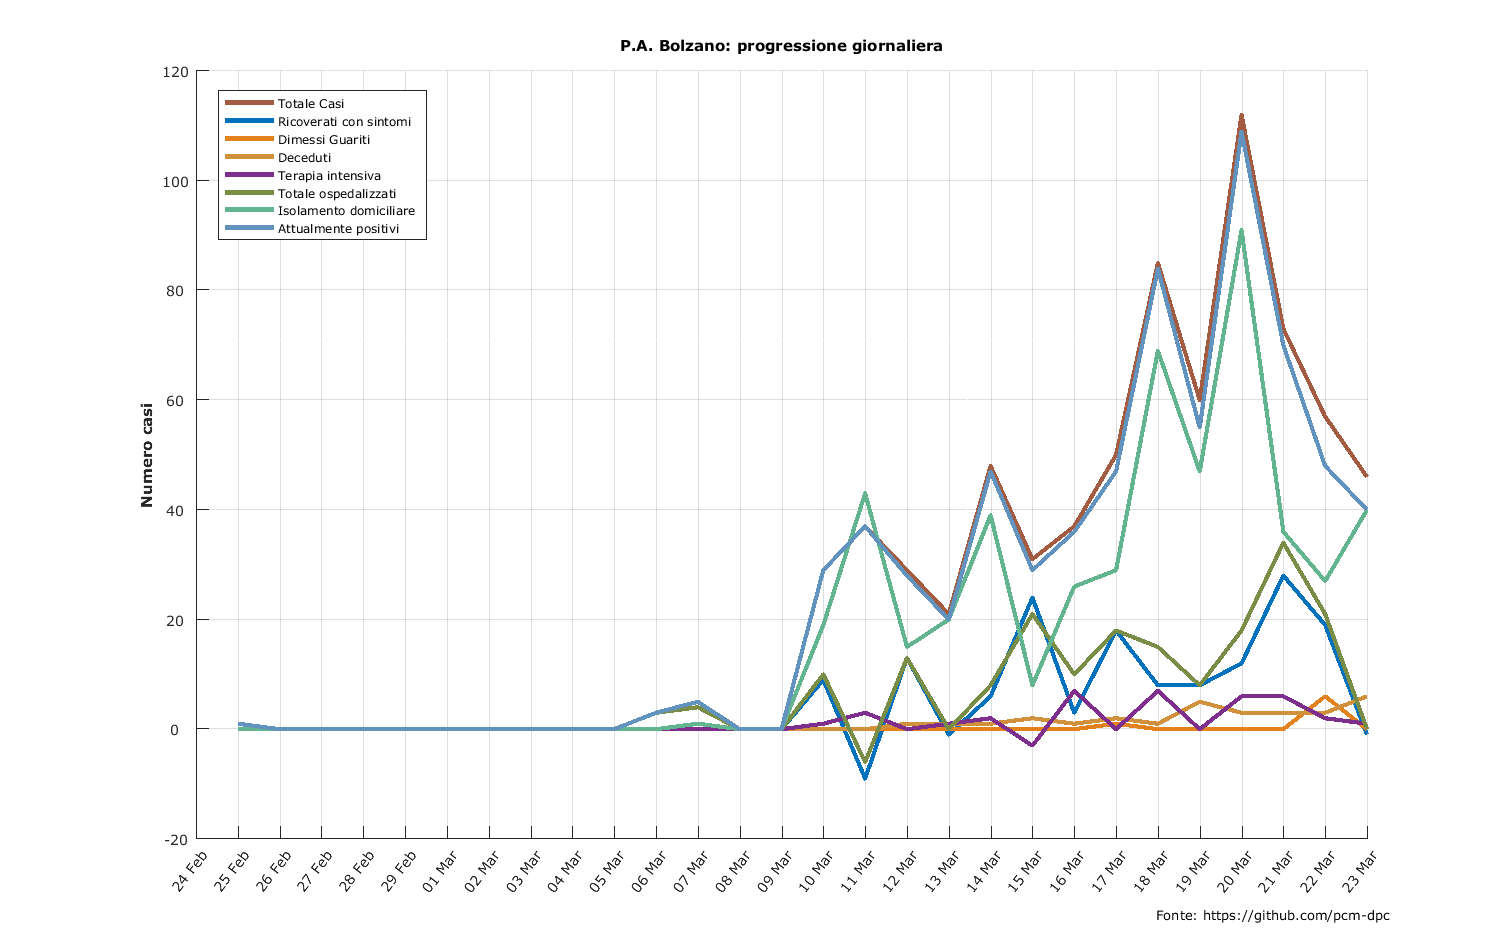 P.A. Bolzano: progressione giornaliera
120
100
80
60
40
20
0
-20
Numero casi
Totale Casi
Ricoverati con sintomi
Dimessi Guariti
Deceduti
Terapia intensiva
Totale ospedalizzati
Isolamento domiciliare
Attualmente positivi
24 Feb
25 Feb
26 Feb
27 Feb
28 Feb
29 Feb
01 Mar
02 Mar
03 Mar
04 Mar
05 Mar
06 Mar
07 Mar
08 Mar
09 Mar
10 Mar
11 Mar
12 Mar
13 Mar
14 Mar
15 Mar
16 Mar
17 Mar
18 Mar
19 Mar
20 Mar
21 Mar
22 Mar
23 Mar
Fonte: https://github.com/pcm-dpc